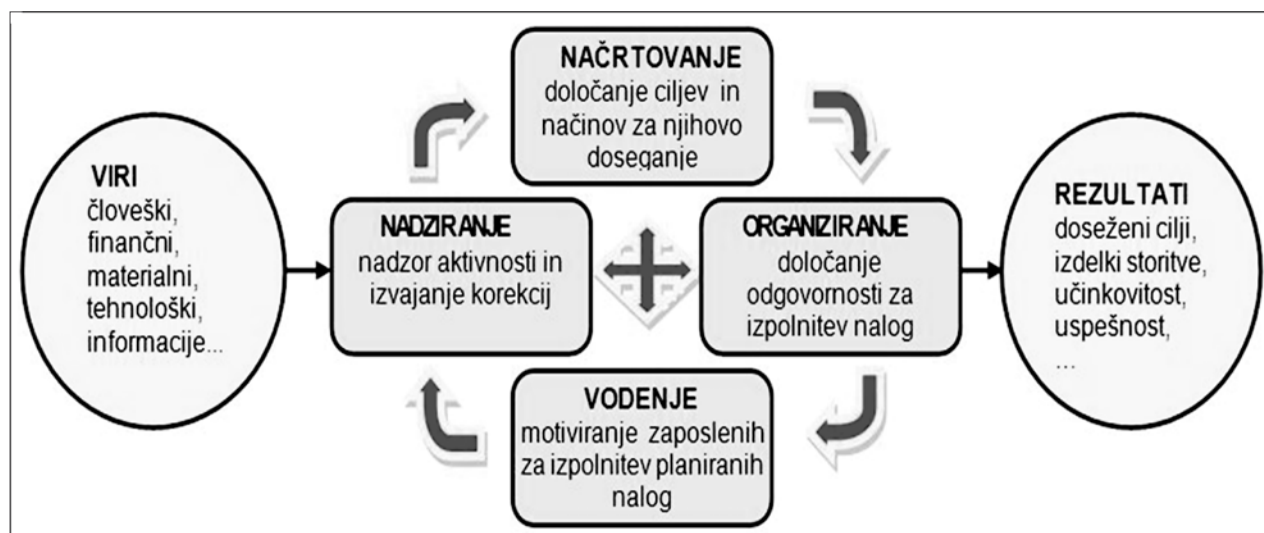 VIRI
človeški,
finančni,
materialni,
tehnološki,
informacije...
NAČRTOVANJE
določanje ciljev in
načinov za njihovo
doseganje
NADZIRANJE
nadzor aktivnosti in
izvajanje korekcij
ORGANIZIRANJE
določanje
odgovornosti za
izpolnitev nalog
VODENJE
motiviranje zaposlenih
za izpolnitev planiranih
nalog
REZULTATI
doseženi cilji,
izdelki storitve,
učinkovitost,
uspešnost,
...